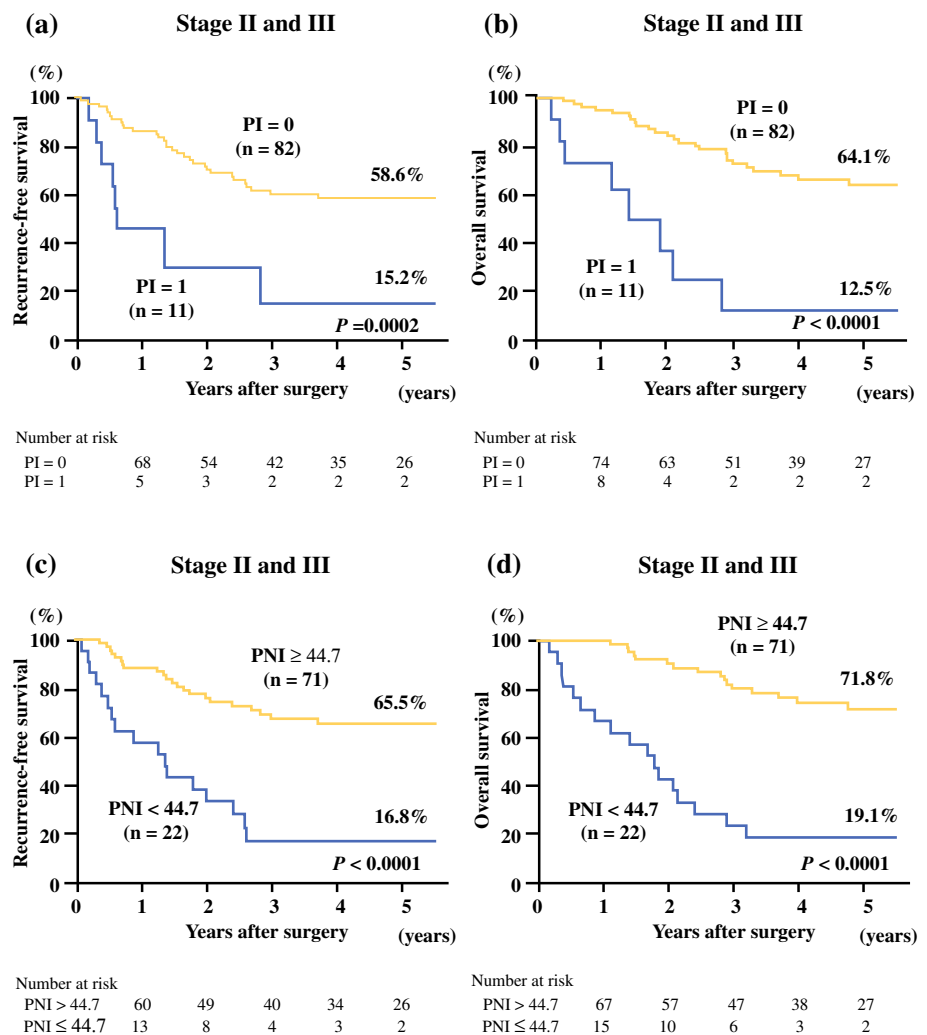 (a) Stage II and III
(%)
100
80
60
40
20
0
Recurrence-free survival
PI = 0
(n = 82)
58.6%
PI = 1
(n = 11)
15.2%
P =0.0002
0 1 2 3 4 5
Years after surgery (years)
Number at risk
PI = 0 68 54 42 35 26
PI = 1 5 3 2 2 2
(b) Stage II and III
(%)
100
80
60
40
20
0
Overall survival
PI = 0
(n = 82)
64.1%
PI = 1
(n = 11)
12.5%
P < 0.0001
0 1 2 3 4 5
Years after surgery (years)
Number at risk
PI = 0 74 63 51 39 27
PI = 1 8 4 2 2 2
(c) Stage II and III
(%)
100
80
60
40
20
0
Recurrence-free survival
PNI ≥ 44.7
(n = 71)
65.5%
PNI < 44.7
(n = 22)
16.8%
P < 0.0001
0 1 2 3 4 5
Years after surgery (years)
Number at risk
PNI > 44.7 60 49 40 34 26
PNI ≤ 44.7 13 8 4 3 2
(d) Stage II and III
(%)
100
80
60
40
20
0
Overall survival
PNI ≥ 44.7
(n = 71)
71.8%
PNI < 44.7
(n = 22)
19.1%
P < 0.0001
0 1 2 3 4 5
Years after surgery (years)
Number at risk
PNI > 44.7 67 57 47 38 27
PNI ≤ 44.7 15 10 6 3 2